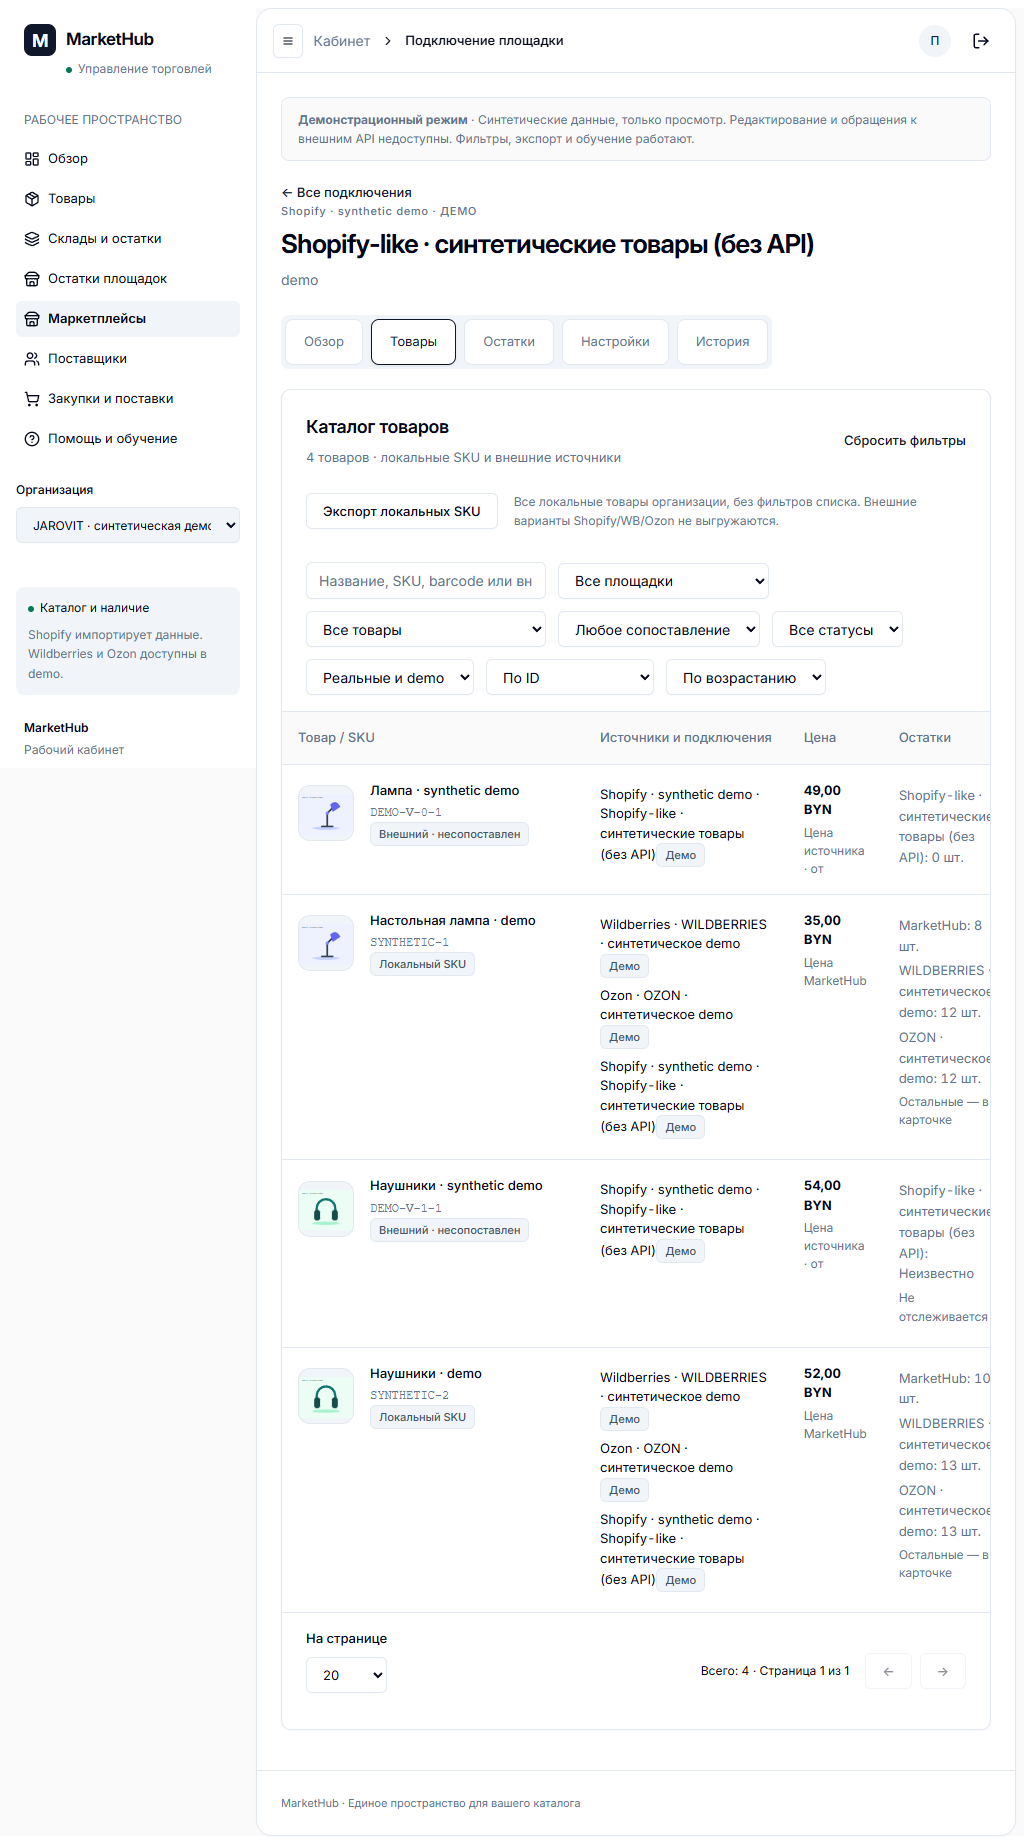 M MarketHub
Управление торговлей
РАБОЧЕЕ ПРОСТРАНСТВО
Обзор
Товары
Склады и остатки
Остатки площадок
Маркетплейсы
Поставщики
Закупки и поставки
Помощь и обучение
Организация
JAROVIT · синтетическая
Каталог и наличие
Shopify импортирует данные.
Wildberries и Ozon доступны в
demo.
MarketHub
Рабочий кабинет
Кабинет > Подключение площадки
П
Демонстрационный режим · Синтетические данные, только просмотр. Редактирование и обращения к
внешним API недоступны. Фильтры, экспорт и обучение работают.
← Все подключения
Shopify · synthetic demo · ДЕМО
Shopify-like · синтетические товары (без API)
demo
Обзор
Товары
Остатки
Настройки
История
Каталог товаров
4 товаров · локальные SKU и внешние источники
Сбросить фильтры
Экспорт локальных SKU
Все локальные товары организации, без фильтров списка. Внешние
варианты Shopify/WB/Ozon не выгружаются.
Название, SKU, barcode или вн
Все площадки
Все товары
Любое сопоставление
Все статусы
Реальные и demo
По ID
По возрастанию
Товар / SKU
Источники и подключения
Цена
Остатки
Лампа · synthetic demo
DEMO-V-0-1
Внешний · несопоставлен
Shopify · synthetic demo ·
Shopify-like ·
синтетические товары
(без API) Демо
49,00
BYN
Цена
источника
· от
Shopify-like ·
синтетические
товары (без
API): 0 шт.
Настольная лампа · demo
SYNTHETIC-1
Локальный SKU
Wildberries · WILDBERRIES
· синтетическое demo
Демо
Ozon · OZON ·
синтетическое demo
Демо
Shopify · synthetic demo ·
Shopify-like ·
синтетические товары
(без API) Демо
35,00
BYN
Цена
MarketHub
MarketHub: 8
шт.
WILDBERRIES ·
синтетическое
demo: 12 шт.
OZON ·
синтетическое
demo: 12 шт.
Остальные — в
карточке
Наушники · synthetic demo
DEMO-V-1-1
Внешний · несопоставлен
Shopify · synthetic demo ·
Shopify-like ·
синтетические товары
(без API) Демо
54,00
BYN
Цена
источника
· от
Shopify-like ·
синтетические
товары (без
API):
Неизвестно
Не
отслеживается
Наушники · demo
SYNTHETIC-2
Локальный SKU
Wildberries · WILDBERRIES
· синтетическое demo
Демо
Ozon · OZON ·
синтетическое demo
Демо
Shopify · synthetic demo ·
Shopify-like ·
синтетические товары
(без API) Демо
52,00
BYN
Цена
MarketHub
MarketHub: 10
шт.
WILDBERRIES ·
синтетическое
demo: 13 шт.
OZON ·
синтетическое
demo: 13 шт.
Остальные — в
карточке
На странице
20
Всего: 4 · Страница 1 из 1
←
→
MarketHub · Единое пространство для вашего каталога